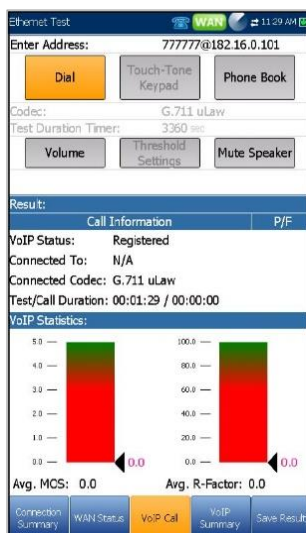 Ethernet Test WAN 11:29 AM
Enter Address: 777777@182.16.0.101
Dial
Touch-Tone Keypad
Phone Book
Codec: G.711 uLaw
Test Duration Timer: 3360 sec
Volume
Threshold Settings
Mute Speaker
Result:
Call Information P/F
VoIP Status: Registered
Connected To: N/A
Connected Codec: G.711 uLaw
Test/Call Duration: 00:01:29 / 00:00:00
VoIP Statistics:
5.0 100.0
4.0 80.0
3.0 60.0
2.0 40.0
1.0 20.0
0.0 0.0 0.0 0.0
Avg. MCS: 0.0 Avg. R-Factor: 0.0
Connection Summary
WAN Status
VoIP Call
VoIP Summary
Save Result